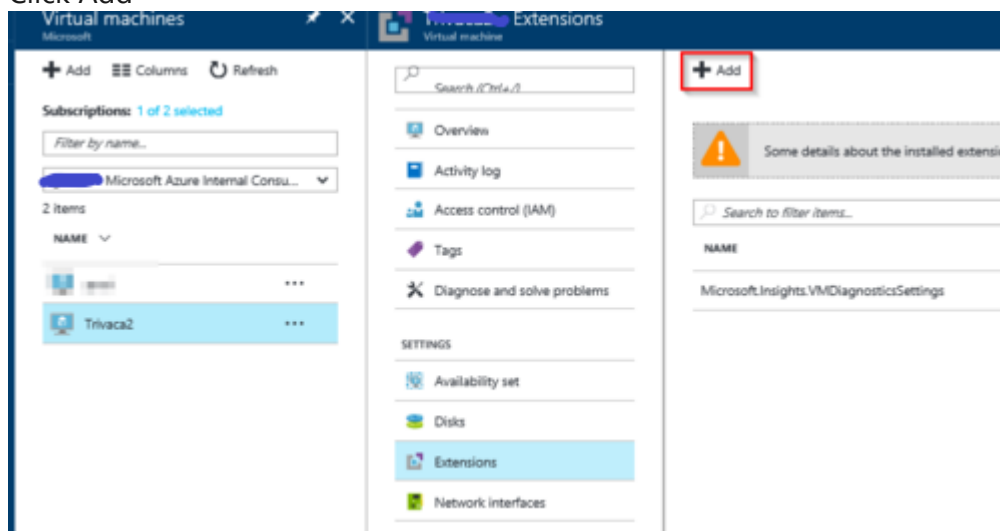 Click Add
Virtual machines
Microsoft
Add Columns Refresh
Subscriptions: 1 of 2 selected
Filter by name...
Microsoft Azure Internal Consu...
2 items
NAME
...
Trivaca2 ...
Extensions
Virtual machine
Search (Ctrl+/)
Overview
Activity log
Access control (IAM)
Tags
Diagnose and solve problems
SETTINGS
Availability set
Disks
Extensions
Network interfaces
Add
Some details about the installed extensi
Search to filter items...
NAME
Microsoft.Insights.VMDiagnosticsSettings